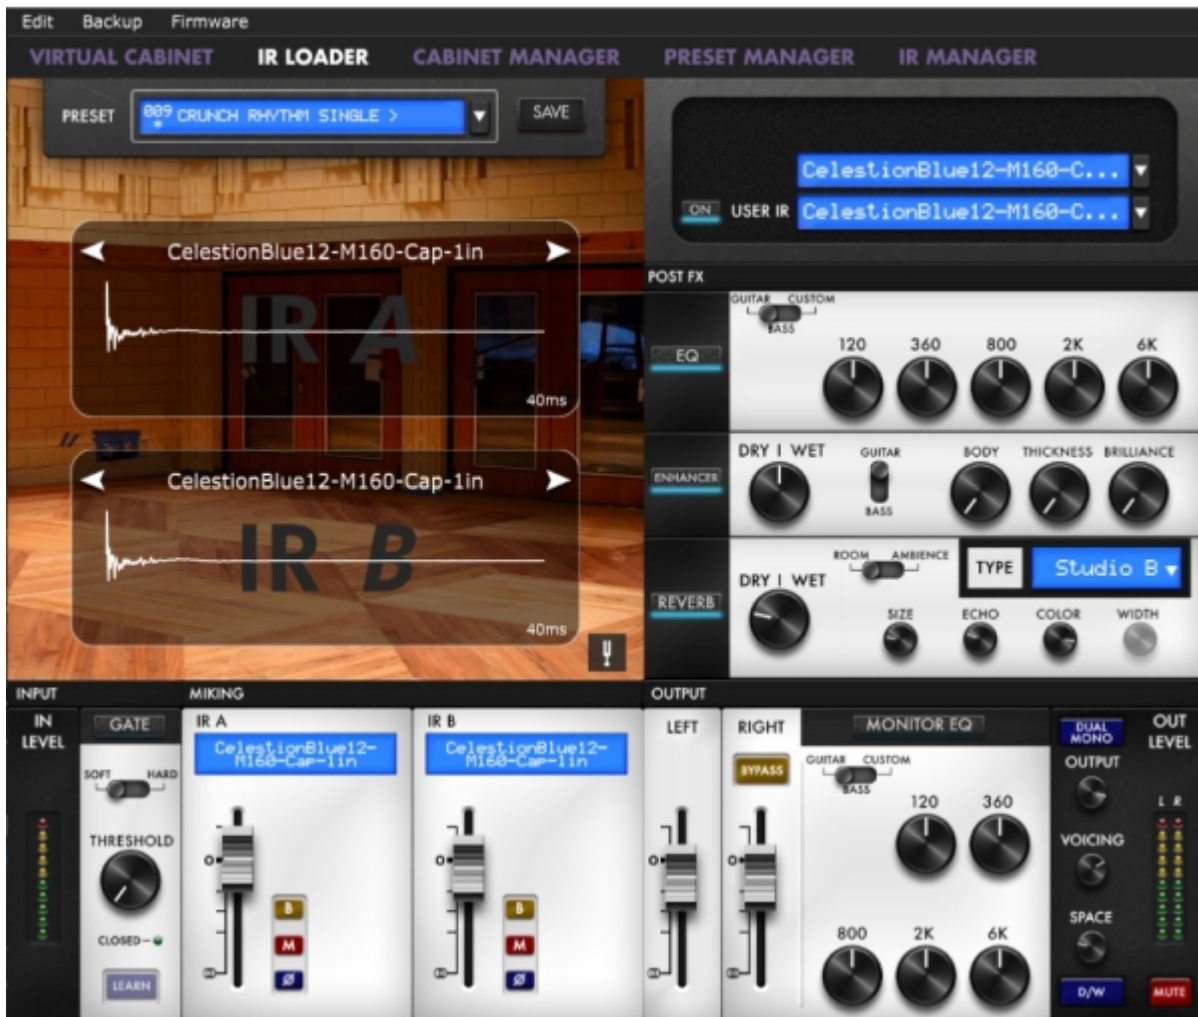 Edit Backup Firmware
VIRTUAL CABINET IR LOADER CABINET MANAGER PRESET MANAGER IR MANAGER
PRESET 009 * CRUNCH RHYTHM SINGLE > SAVE
CelestionBlue12-M160-C...
ON USER IR CelestionBlue12-M160-C...
CelestionBlue12-M160-Cap-1in
IR A
40ms
CelestionBlue12-M160-Cap-1in
IR B
40ms
POST FX
GUITAR CUSTOM
BASS
EQ
120 360 800 2K 6K
ENHANCER
DRY | WET
GUITAR
BASS
BODY THICKNESS BRILLIANCE
REVERB
DRY | WET
ROOM AMBIENCE
TYPE Studio B
SIZE ECHO COLOR WIDTH
INPUT MIKING OUTPUT
IN
LEVEL
GATE
SOFT HARD
THRESHOLD
CLOSED
LEARN
IR A
CelestionBlue12-
M160-Cap-1in
0
B
M
Ø
IR B
CelestionBlue12-
M160-Cap-1in
0
B
M
Ø
LEFT RIGHT
BYPASS
0 0
MONITOR EQ
GUITAR CUSTOM
BASS
120 360
800 2K 6K
DUAL
MONO
OUTPUT
VOICING
SPACE
D/W
OUT
LEVEL
L R
MUTE